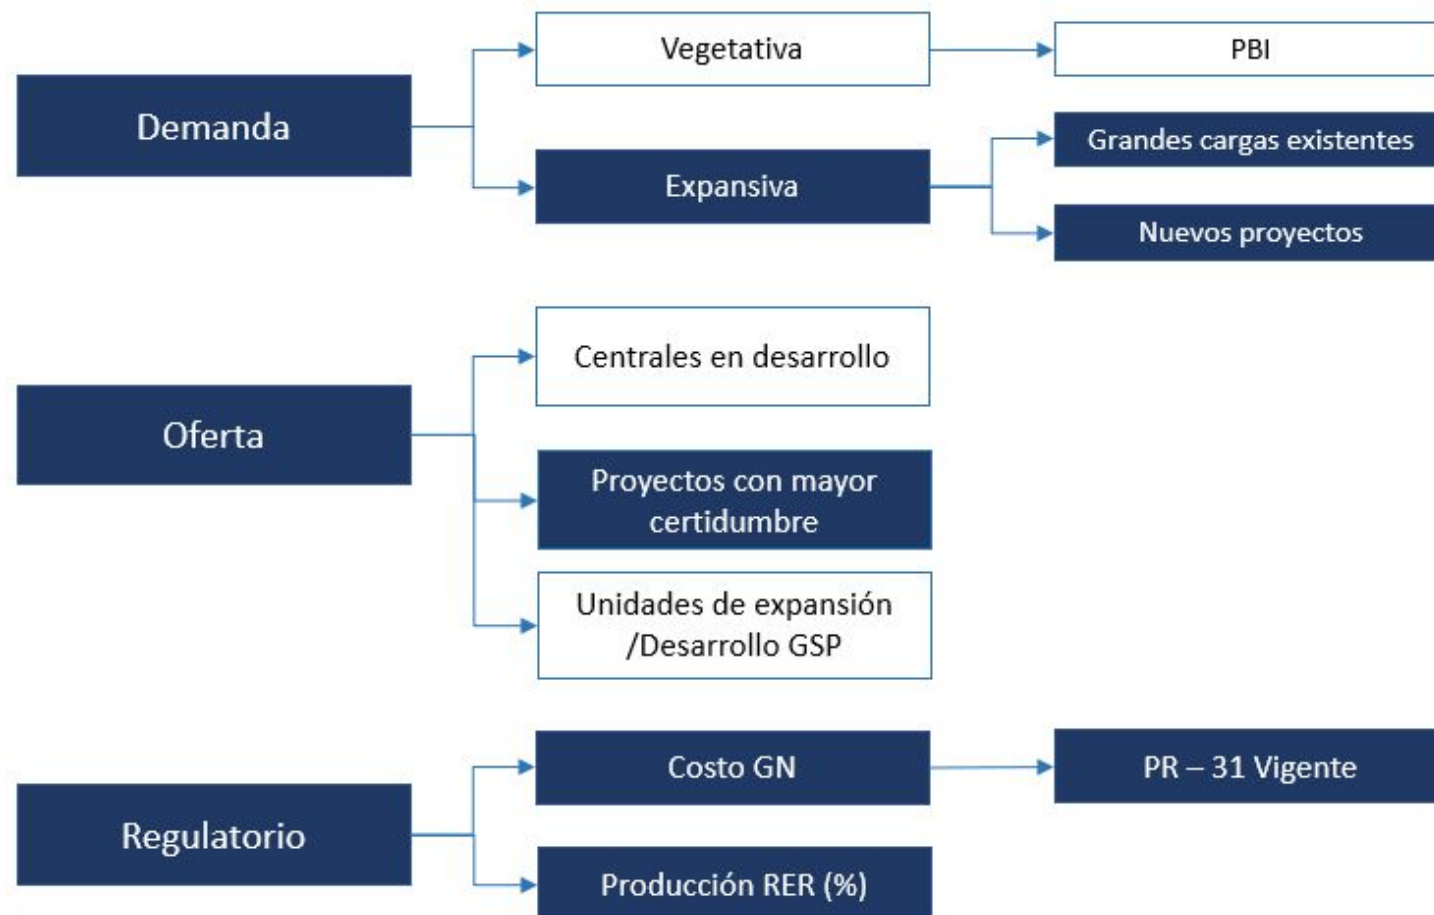 Demanda
Vegetativa
PBI
Expansiva
Grandes cargas existentes
Nuevos proyectos
Oferta
Centrales en desarrollo
Proyectos con mayor
certidumbre
Unidades de expansión
/Desarrollo GSP
Regulatorio
Costo GN
PR – 31 Vigente
Producción RER (%)